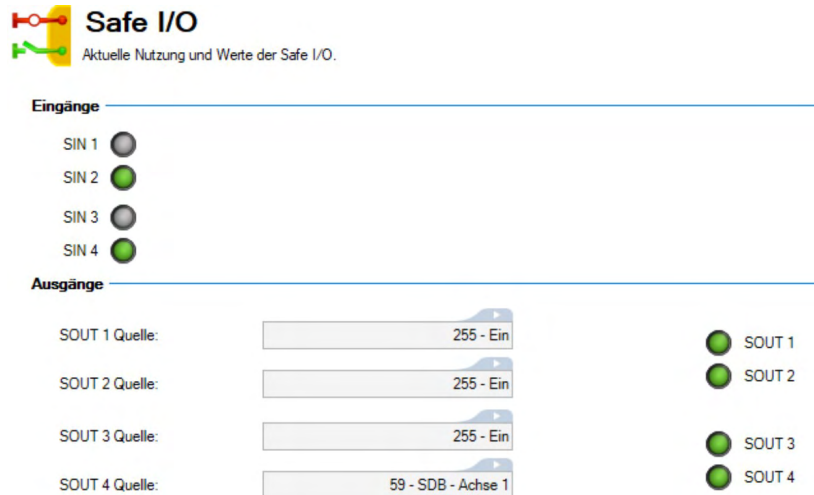 Safe I/O
Aktuelle Nutzung und Werte der Safe I/O.
Eingänge
SIN 1
SIN 2
SIN 3
SIN 4
Ausgänge
SOUT 1 Quelle: 255 - Ein SOUT 1
SOUT 2 Quelle: 255 - Ein SOUT 2
SOUT 3 Quelle: 255 - Ein SOUT 3
SOUT 4 Quelle: 59 - SDB - Achse 1 SOUT 4